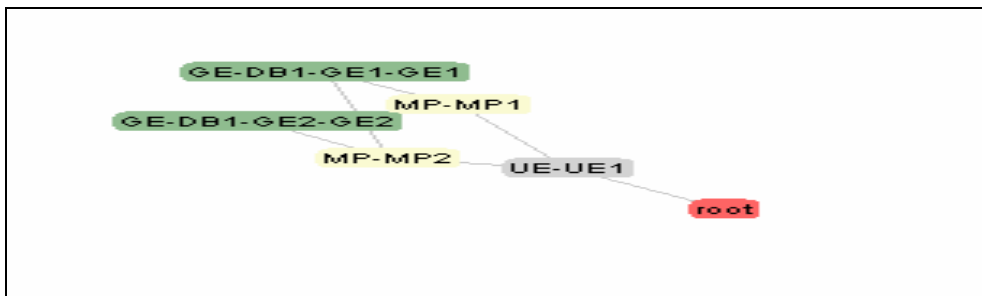 GE-DB1-GE1-GE1
MP-MP1
GE-DB1-GE2-GE2
MP-MP2
UE-UE1
root